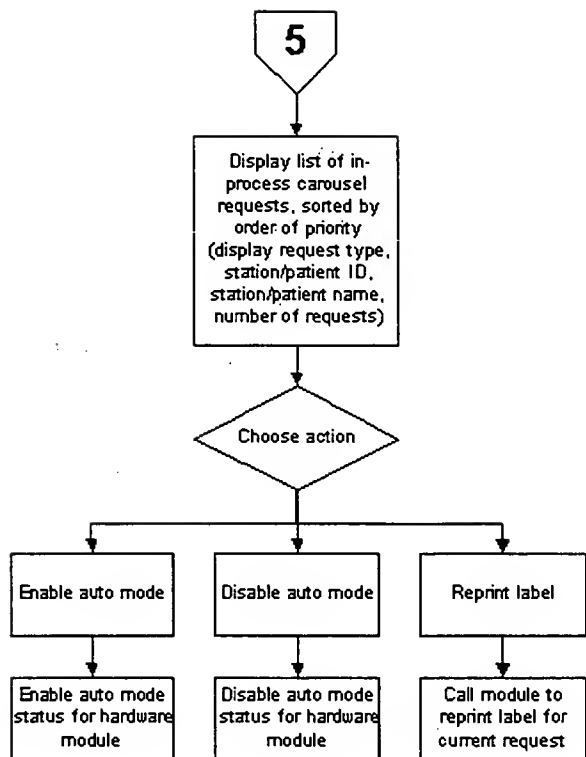 5
Display list of in-
process carousel
requests, sorted by
order of priority
(display request type,
station/patient ID,
station/patient name,
number of requests)
Choose action
Enable auto mode
Disable auto mode
Reprint label
Enable auto mode
status for hardware
module
Disable auto mode
status for hardware
module
Call module to
reprint label for
current request